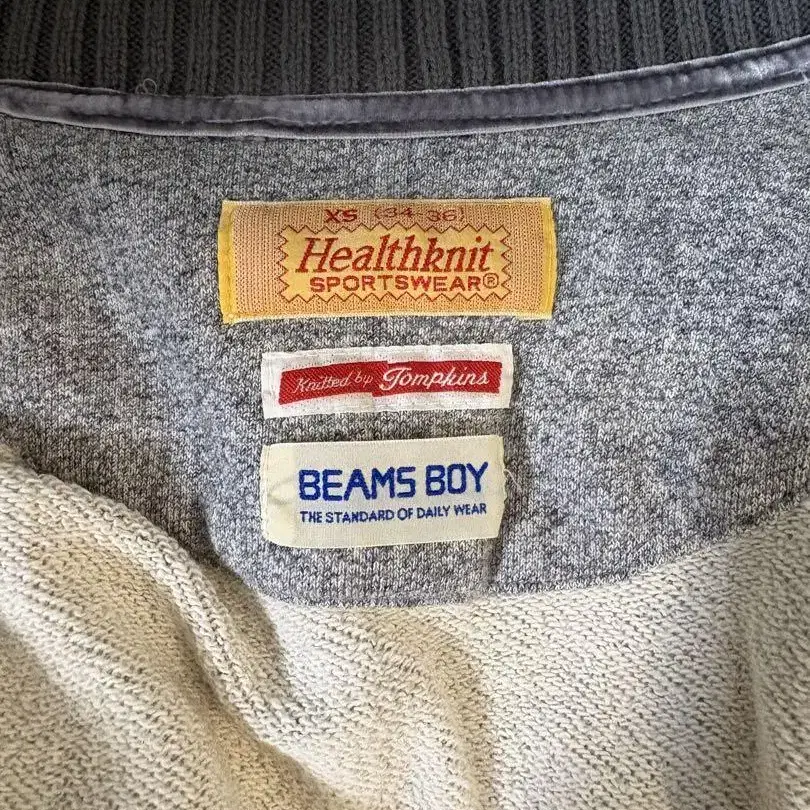 XS (34-36)
Healthknit
SPORTSWEAR®
Knitted by Tompkins
BEAMS BOY
THE STANDARD OF DAILY WEAR